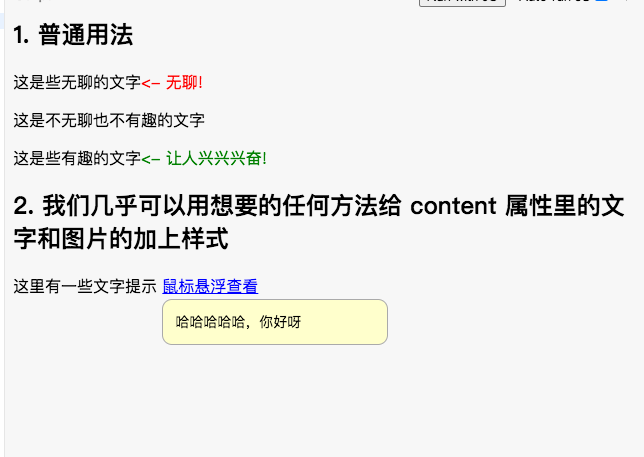 1. 普通用法
这是些无聊的文字<- 无聊!
这是不无聊也不有趣的文字
这是些有趣的文字<- 让人兴兴兴奋!
2. 我们几乎可以用想要的任何方法给 content 属性里的文
字和图片的加上样式
这里有一些文字提示 鼠标悬浮查看
哈哈哈哈哈，你好呀